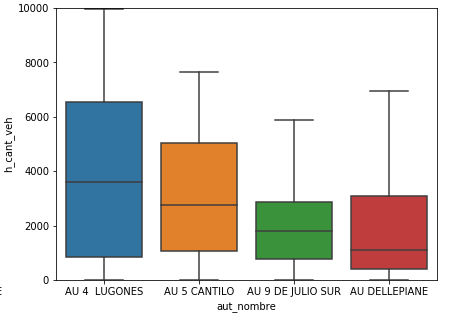 10000
8000
6000
4000
2000
0
h_cant_veh
AU 4  LUGONES
AU 5 CANTILO
AU 9 DE JULIO SUR
AU DELLEPIANE
aut_nombre